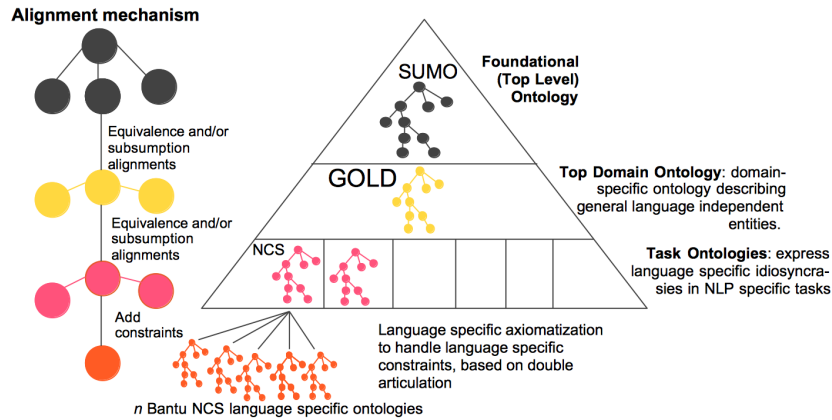 Alignment mechanism
Equivalence and/or
subsumption
alignments
Equivalence and/or
subsumption
alignments
Add
constraints
SUMO
Foundational
(Top Level)
Ontology
GOLD
Top Domain Ontology: domain-
specific ontology describing
general language independent
entities.
NCS
Task Ontologies: express
language specific idiosyncra-
sies in NLP specific tasks
Language specific axiomatization
to handle language specific
constraints, based on double
articulation
n Bantu NCS language specific ontologies